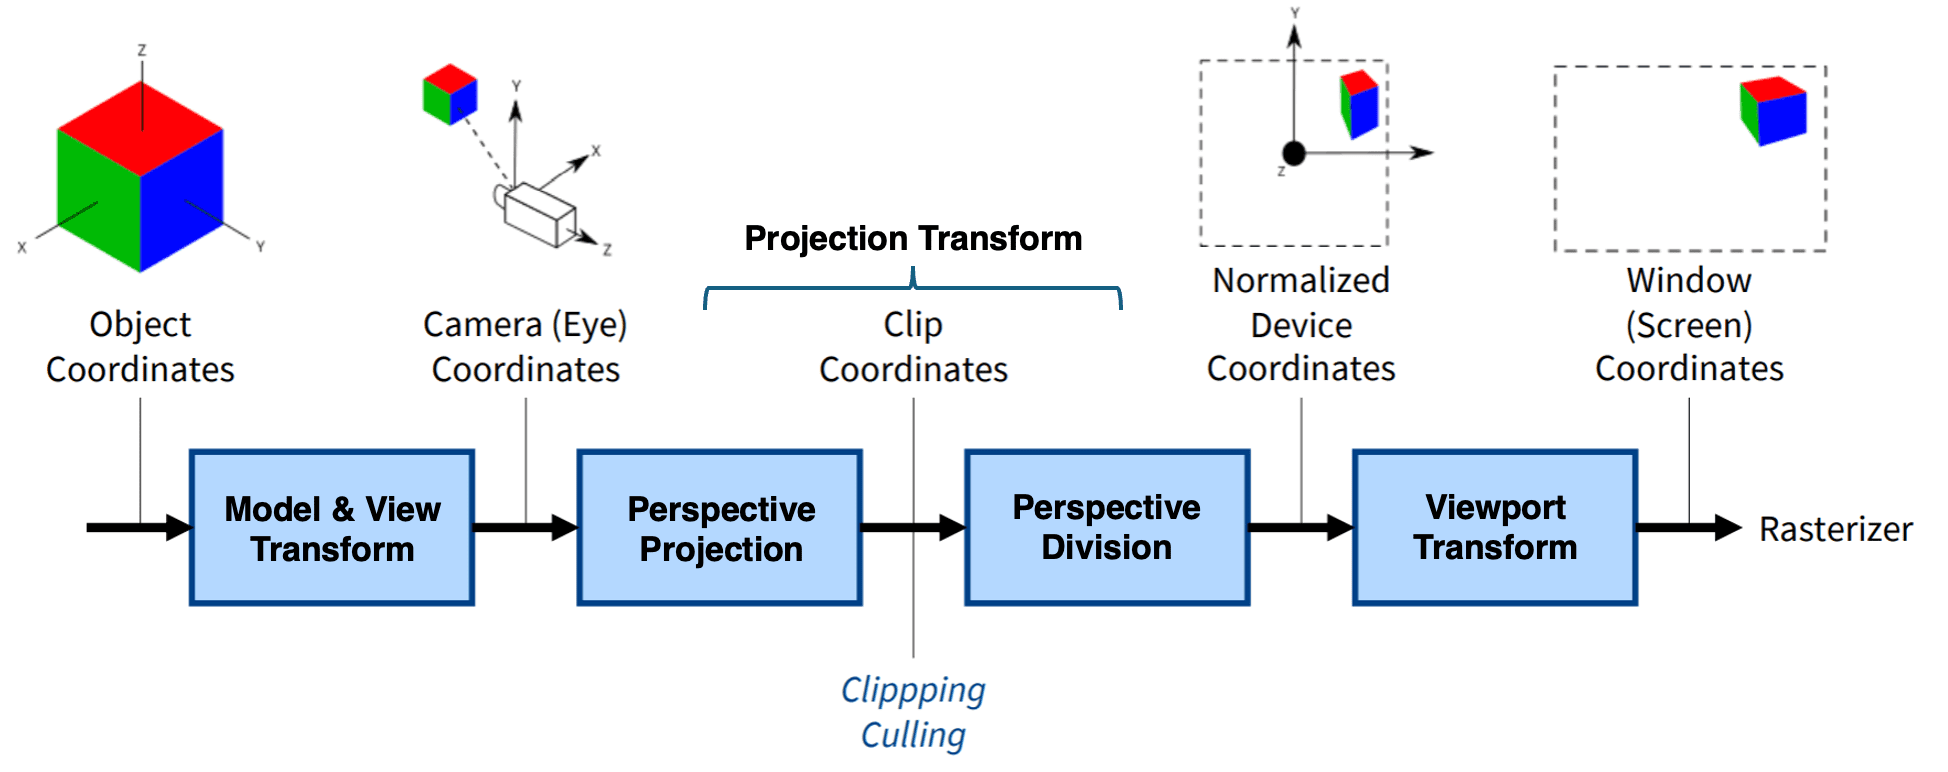 Z
X
Y
Y
X
Z
Y
Z
Projection Transform
Object
Coordinates
Camera (Eye)
Coordinates
Clip
Coordinates
Normalized
Device
Coordinates
Window
(Screen)
Coordinates
Model & View
Transform
Perspective
Projection
Perspective
Division
Viewport
Transform
Rasterizer
Clippping
Culling